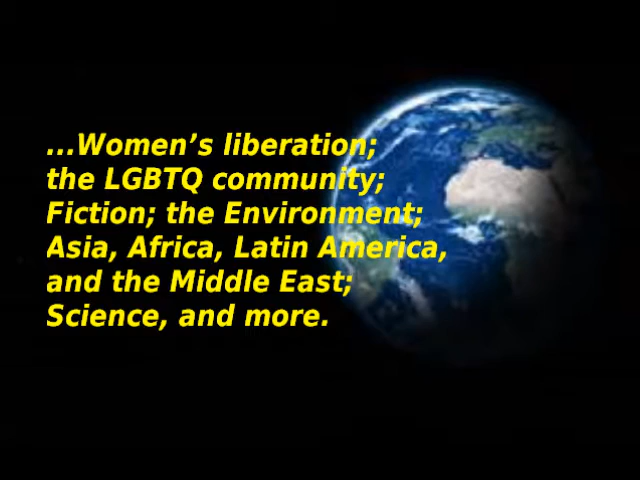 ...Women’s liberation;
the LGBTQ community;
Fiction; the Environment;
Asia, Africa, Latin America,
and the Middle East;
Science, and more.